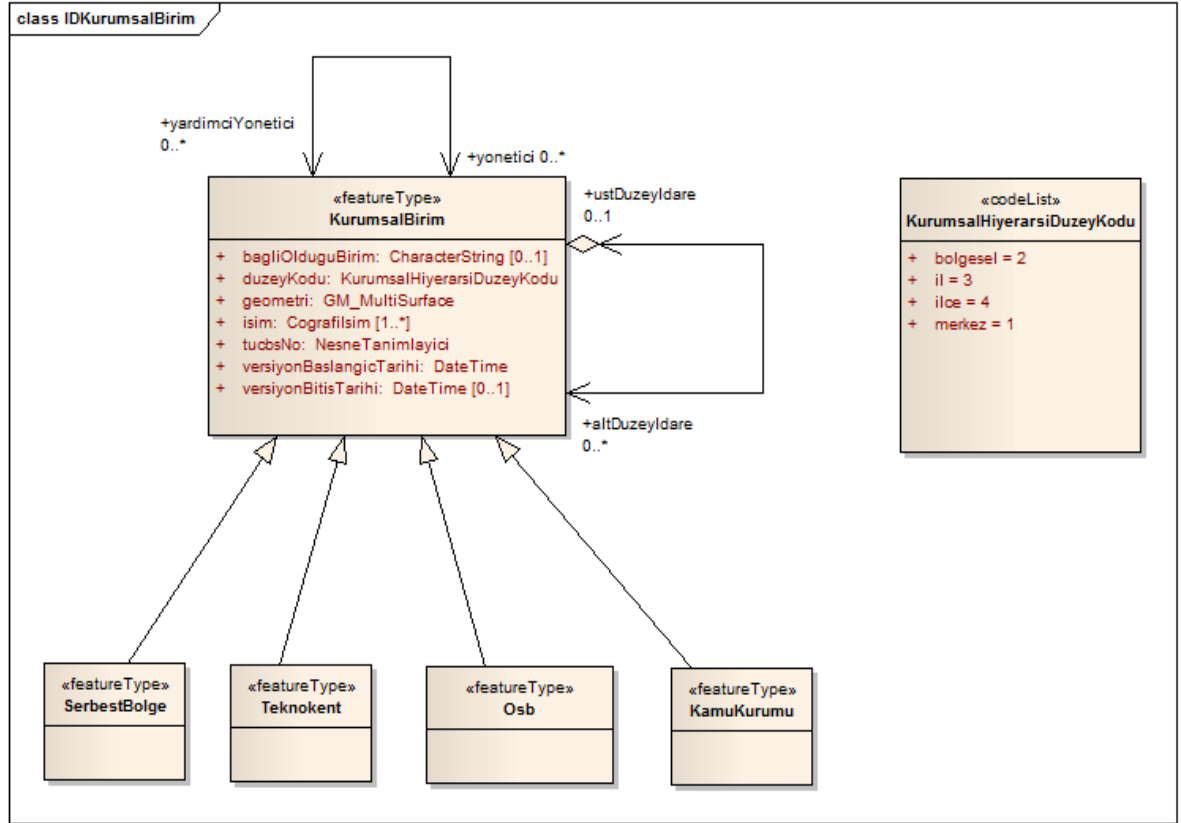 class IDKurumsalBirim
+yardimciYonetici
0..*
+yonetici 0..*
«featureType»
KurumsalBirim
+ bagliOlduguBirim: CharacterString [0..1]
+ duzeyKodu: KurumsalHiyerarsiDuzeyKodu
+ geometri: GM_MultiSurface
+ isim: CografiIsim [1..*]
+ tucbsNo: NesneTanimlayici
+ versiyonBaslangicTarihi: DateTime
+ versiyonBitisTarihi: DateTime [0..1]
+ustDuzeyIdare
0..1
+altDuzeyIdare
0..*
«codeList»
KurumsalHiyerarsiDuzeyKodu
+ bolgesel = 2
+ il = 3
+ ilce = 4
+ merkez = 1
«featureType»
SerbestBolge
«featureType»
Teknokent
«featureType»
Osb
«featureType»
KamuKurumu